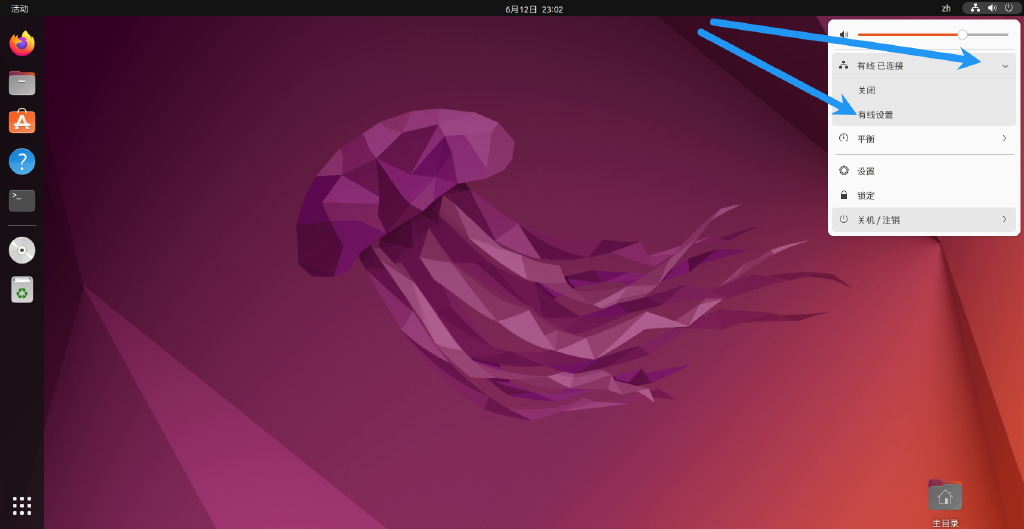 活动
6月12日 23:02
zh
有线 已连接
关闭
有线设置
平衡
设置
锁定
关机 / 注销
主目录